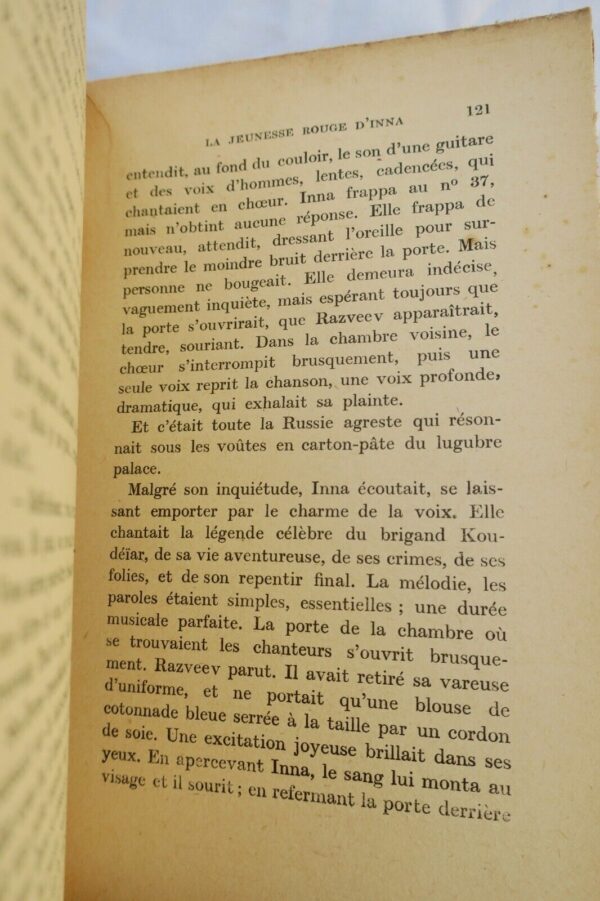 LA JEUNESSE ROUGE D'INNA 121
entendit, au fond du couloir, le son d'une guitare
et des voix d'hommes, lentes, cadencées, qui
chantaient en chœur. Inna frappa au n° 37,
mais n'obtint aucune réponse. Elle frappa de
nouveau, attendit, dressant l'oreille pour sur-
prendre le moindre bruit derrière la porte. Mais
personne ne bougeait. Elle demeura indécise,
vaguement inquiète, mais espérant toujours que
la porte s'ouvrirait, que Razveev apparaîtrait,
tendre, souriant. Dans la chambre voisine, le
chœur s'interrompit brusquement, puis une
seule voix reprit la chanson, une voix profonde,
dramatique, qui exhalait sa plainte.
Et c'était toute la Russie agreste qui réson-
nait sous les voûtes en carton-pâte du lugubre
palace.
Malgré son inquiétude, Inna écoutait, se lais-
sant emporter par le charme de la voix. Elle
chantait la légende célèbre du brigand Kou-
déïar, de sa vie aventureuse, de ses crimes, de ses
folies, et de son repentir final. La mélodie, les
paroles étaient simples, essentielles ; une durée
musicale parfaite. La porte de la chambre où
se trouvaient les chanteurs s'ouvrit brusque-
ment. Razveev parut. Il avait retiré sa vareuse
d'uniforme, et ne portait qu'une blouse de
cotonnade bleue serrée à la taille par un cordon
de soie. Une excitation joyeuse brillait dans ses
yeux. En apercevant Inna, le sang lui monta au
visage et il sourit ; en refermant la porte derrière